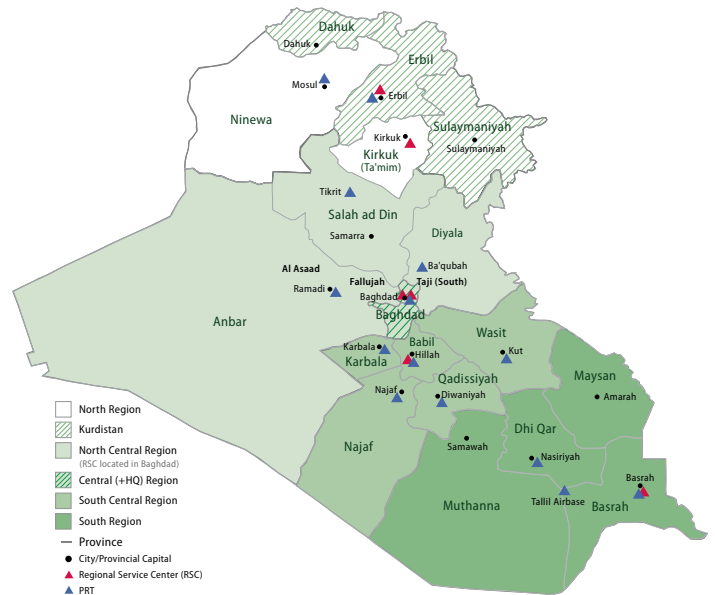 Dahuk
Dahuk
Erbil
Mosul
Erbil
Ninewa
Sulaymaniyah
Kirkuk
Sulaymaniyah
Kirkuk
(Ta'mim)
Tikrit
Salah ad Din
Samarra
Diyala
Al Asaad
Ba'qubah
Fallujah
Taji (South)
Ramadi
Baghdad
Baghdad
Anbar
Wasit
Karbala
Babil
Kut
Hillah
Karbala
Maysan
Qadissiyah
Najaf
Diwaniyah
Amarah
Dhi Qar
Najaf
Samawah
Nasiriyah
Basrah
Tallil Airbase
Muthanna
Basrah
North Region
Kurdistan
North Central Region
(RSC located in Baghdad)
Central (+HQ) Region
South Central Region
South Region
Province
City/Provincial Capital
Regional Service Center (RSC)
PRT